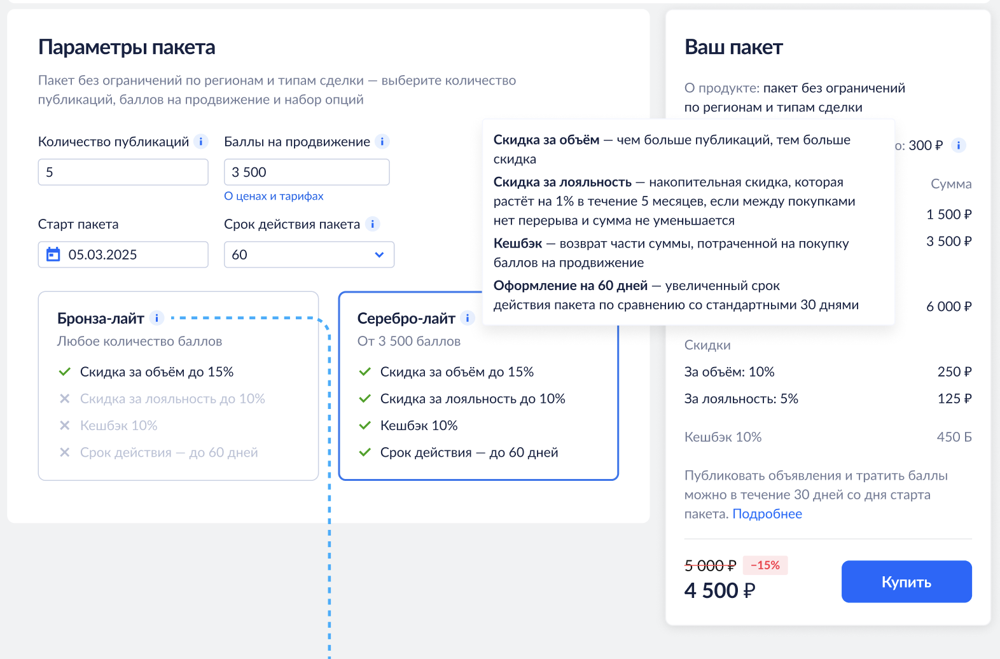 Параметры пакета
Пакет без ограничений по регионам и типам сделки — выберите количество
публикаций, баллов на продвижение и набор опций
Количество публикаций i
Баллы на продвижение i
5
3 500
О ценах и тарифах
Старт пакета
Срок действия пакета i
05.03.2025
60
Бронза-лайт i
Любое количество баллов
Скидка за объём до 15%
Скидка за лояльность до 10%
Кешбэк 10%
Срок действия — до 60 дней
Серебро-лайт i
От 3 500 баллов
Скидка за объём до 15%
Скидка за лояльность до 10%
Кешбэк 10%
Срок действия — до 60 дней
Скидка за объём — чем больше публикаций, тем больше
скидка
Скидка за лояльность — накопительная скидка, которая
растёт на 1% в течение 5 месяцев, если между покупками
нет перерыва и сумма не уменьшается
Кешбэк — возврат части суммы, потраченной на покупку
баллов на продвижение
Оформление на 60 дней — увеличенный срок
действия пакета по сравнению со стандартными 30 днями
Ваш пакет
О продукте: пакет без ограничений
по регионам и типам сделки
о: 300 ₽ i
Сумма
1 500 ₽
3 500 ₽
6 000 ₽
Скидки
За объём: 10% 250 ₽
За лояльность: 5% 125 ₽
Кешбэк 10% 450 Б
Публиковать объявления и тратить баллы
можно в течение 30 дней со дня старта
пакета. Подробнее
5 000 ₽ −15%
4 500 ₽
Купить